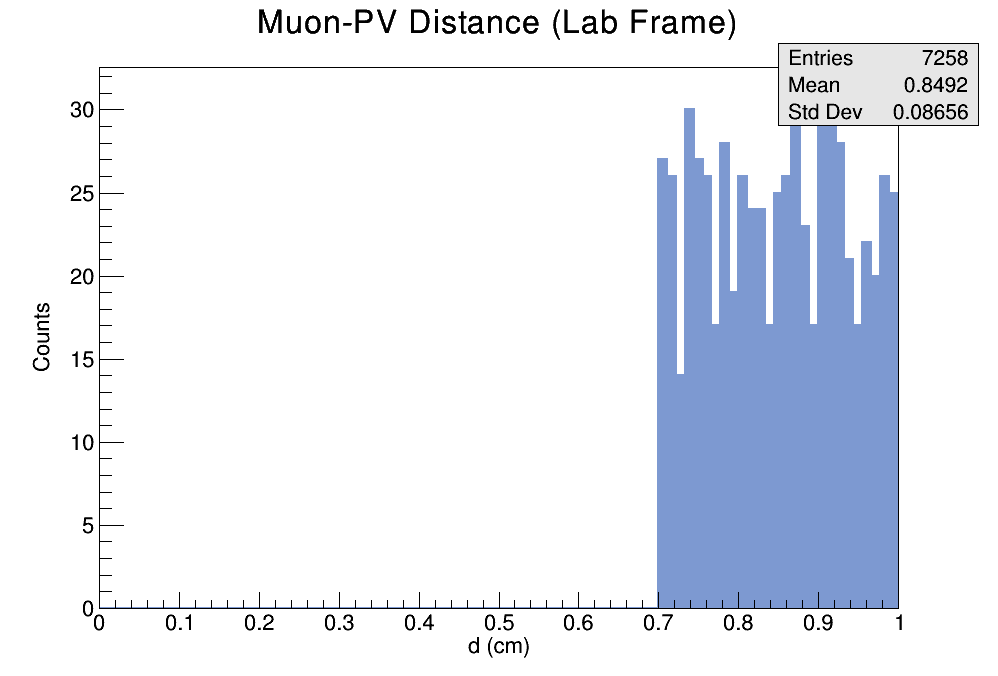 Muon-PV Distance (Lab Frame)
Entries 7258
Mean 0.8492
Std Dev 0.08656
30
25
20
15
10
5
0
Counts
0 0.1 0.2 0.3 0.4 0.5 0.6 0.7 0.8 0.9 1
d (cm)